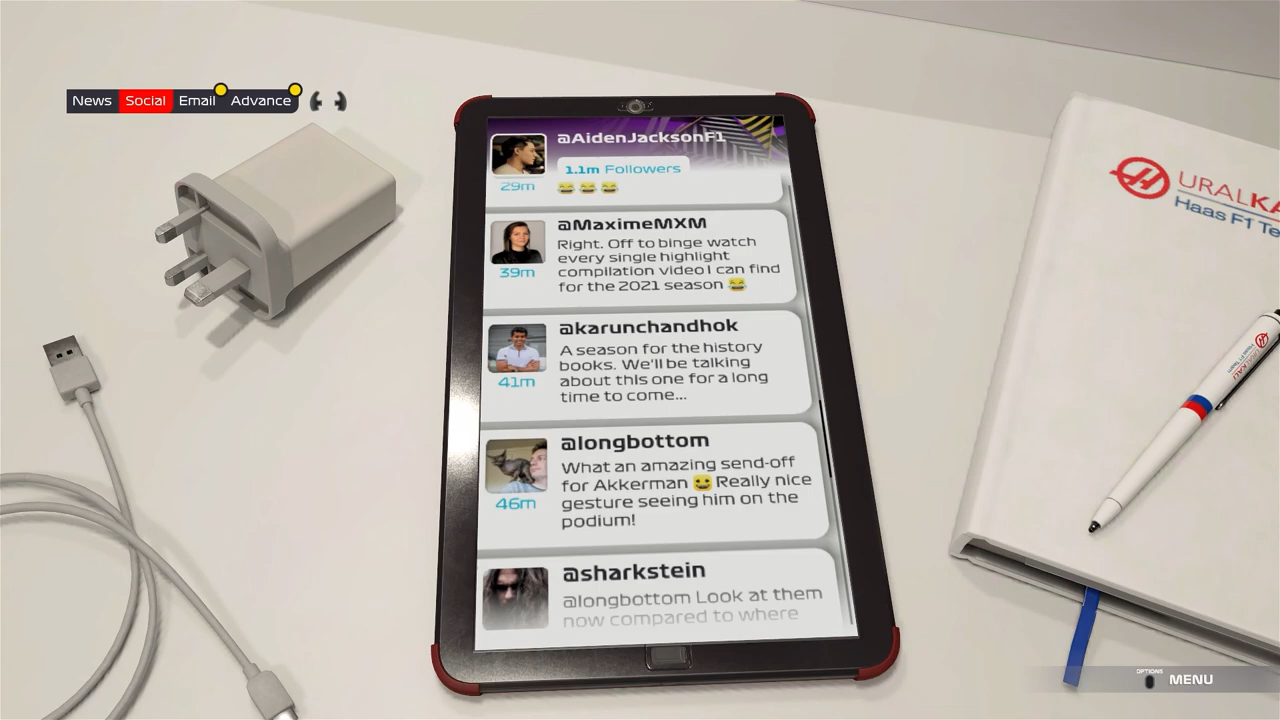 News Social Email Advance
@AidenJacksonF1
1.1m Followers
29m
@MaximeMXM
Right. Off to binge watch
every single highlight
compilation video I can find
for the 2021 season
39m
@karunchandhok
A season for the history
books. We'll be talking
about this one for a long
time to come...
41m
@longbottom
What an amazing send-off
for Akkerman Really nice
gesture seeing him on the
podium!
46m
@sharkstein
@longbottom Look at them
now compared to where
URALKA
Haas F1 Te
URALKALI
Haas F1 Team
OPTIONS
MENU